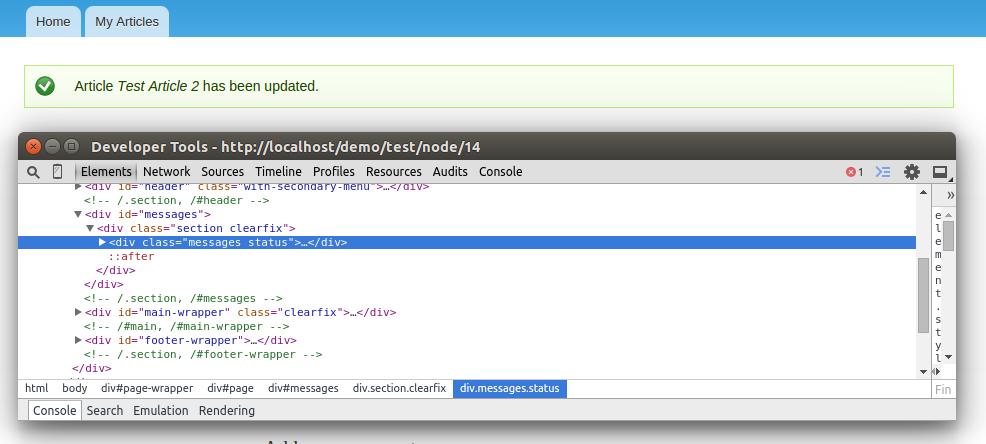 Home My Articles
Article Test Article 2 has been updated.
Developer Tools - http://localhost/demo/test/node/14
Elements Network Sources Timeline Profiles Resources Audits Console 1
<div id="header" class="with-secondary-menu">…</div>
<!-- /.section, /#header -->
<div id="messages">
<div class="section clearfix">
<div class="messages status">…</div>
::after
</div>
</div>
<!-- /.section, /#messages -->
<div id="main-wrapper" class="clearfix">…</div>
<!-- /#main, /#main-wrapper -->
<div id="footer-wrapper">…</div>
<!-- /.section, /#footer-wrapper -->
</div>
»
e
l
e
m
e
n
t
.
s
t
y
l
html body div#page-wrapper div#page div#messages div.section.clearfix div.messages.status Fin
Console Search Emulation Rendering